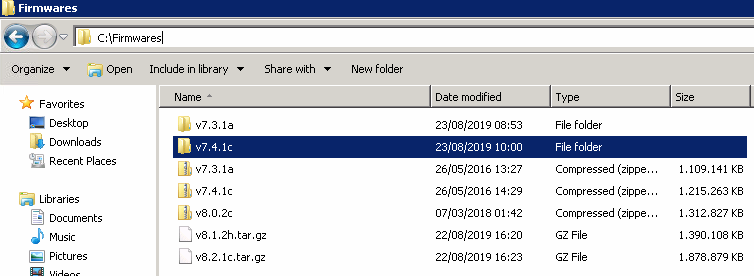 Firmwares
C:\Firmwares
Organize Open Include in library Share with New folder
Favorites
Desktop
Downloads
Recent Places
Libraries
Documents
Music
Pictures
Videos
Name Date modified Type Size
v7.3.1a 23/08/2019 08:53 File folder
v7.4.1c 23/08/2019 10:00 File folder
v7.3.1a 26/05/2016 13:27 Compressed (zippe... 1.109.141 KB
v7.4.1c 26/05/2016 14:29 Compressed (zippe... 1.215.263 KB
v8.0.2c 07/03/2018 01:42 Compressed (zippe... 1.312.827 KB
v8.1.2h.tar.gz 22/08/2019 16:20 GZ File 1.390.108 KB
v8.2.1c.tar.gz 22/08/2019 16:21 GZ File 1.878.879 KB